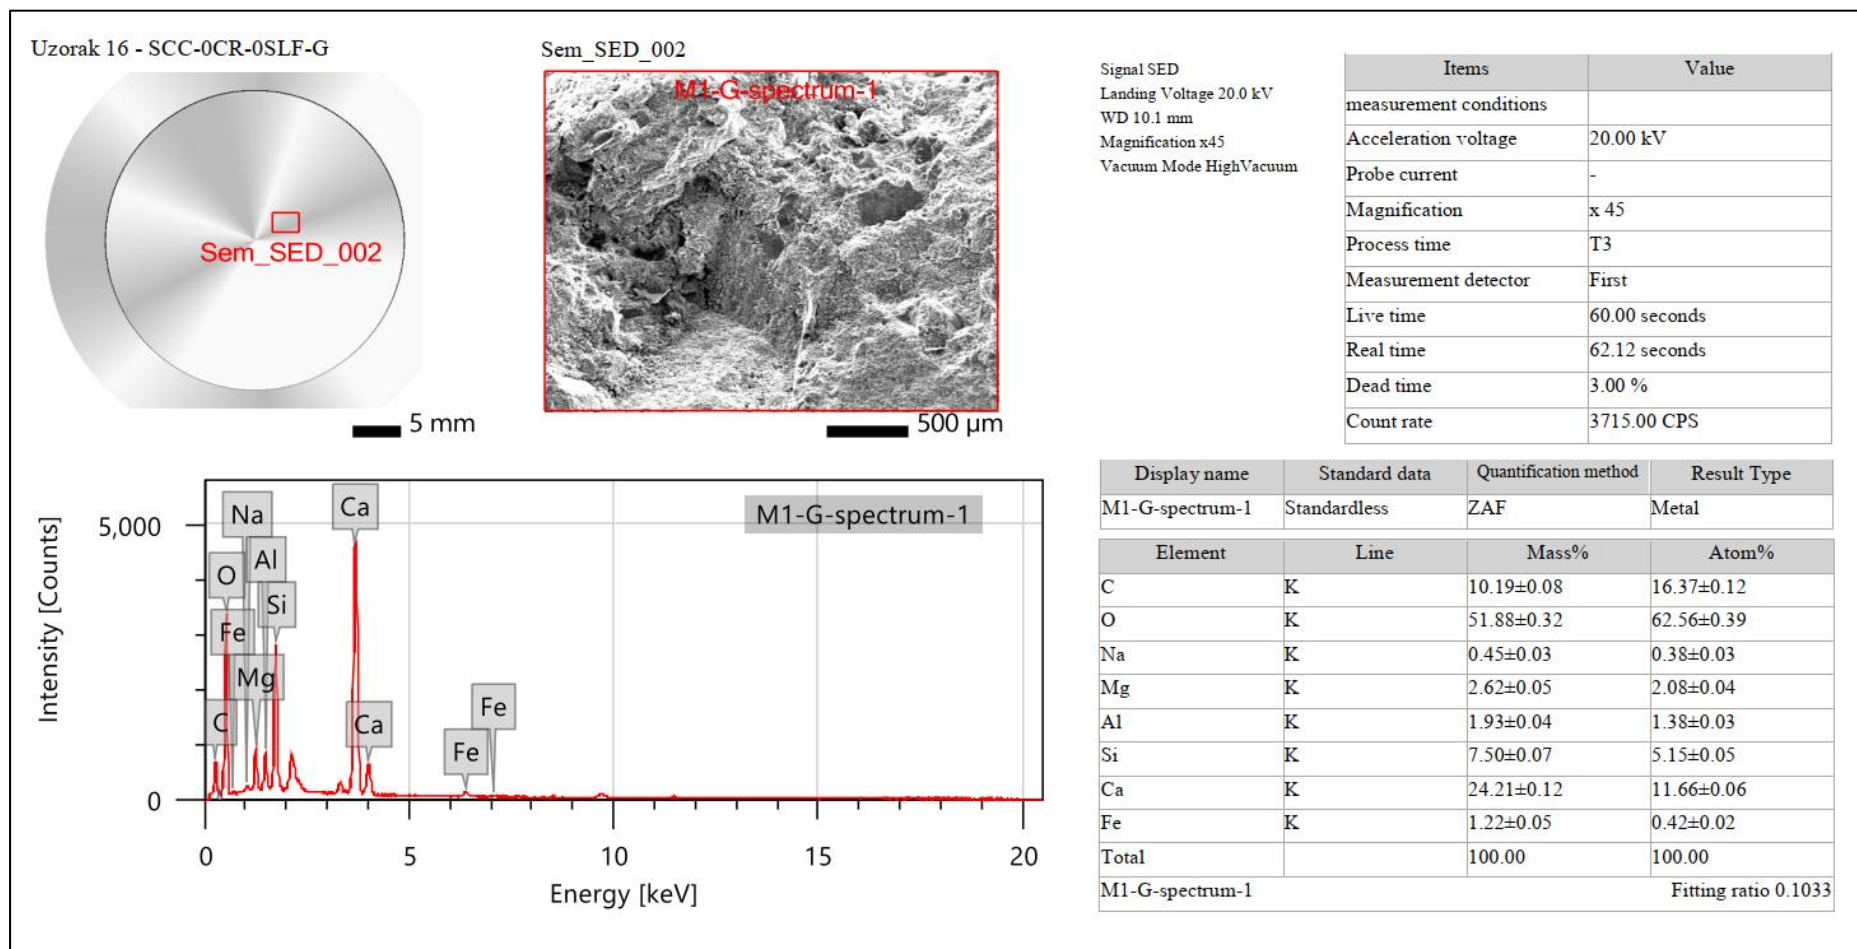 Uzorak 16 - SCC-0CR-0SLF-G
Sem_SED_002
5 mm
Sem_SED_002
M1-G-spectrum-1
500 μm
Signal SED
Landing Voltage 20.0 kV
WD 10.1 mm
Magnification x45
Vacuum Mode HighVacuum
Items Value
measurement conditions
Acceleration voltage 20.00 kV
Probe current -
Magnification x 45
Process time T3
Measurement detector First
Live time 60.00 seconds
Real time 62.12 seconds
Dead time 3.00 %
Count rate 3715.00 CPS
Intensity [Counts]
5,000
0
C
O
Fe
Na
Mg
Al
Si
Ca
Ca
Fe
Fe
M1-G-spectrum-1
0 5 10 15 20
Energy [keV]
Display name Standard data Quantification method Result Type
M1-G-spectrum-1 Standardless ZAF Metal
Element Line Mass% Atom%
C K 10.19±0.08 16.37±0.12
O K 51.88±0.32 62.56±0.39
Na K 0.45±0.03 0.38±0.03
Mg K 2.62±0.05 2.08±0.04
Al K 1.93±0.04 1.38±0.03
Si K 7.50±0.07 5.15±0.05
Ca K 24.21±0.12 11.66±0.06
Fe K 1.22±0.05 0.42±0.02
Total 100.00 100.00
M1-G-spectrum-1 Fitting ratio 0.1033